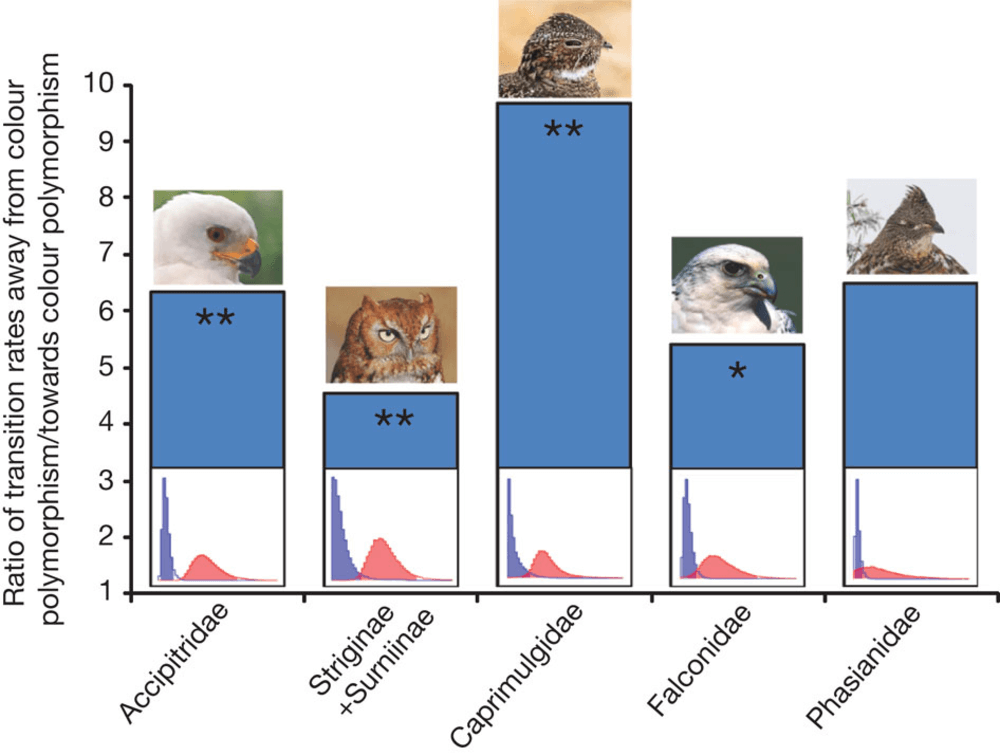 Ratio of transition rates away from colour
polymorphism/towards colour polymorphism
10
9
8
7
6
5
4
3
2
1
**
**
**
*
Accipitridae
Striginae
+Surniinae
Caprimulgidae
Falconidae
Phasianidae